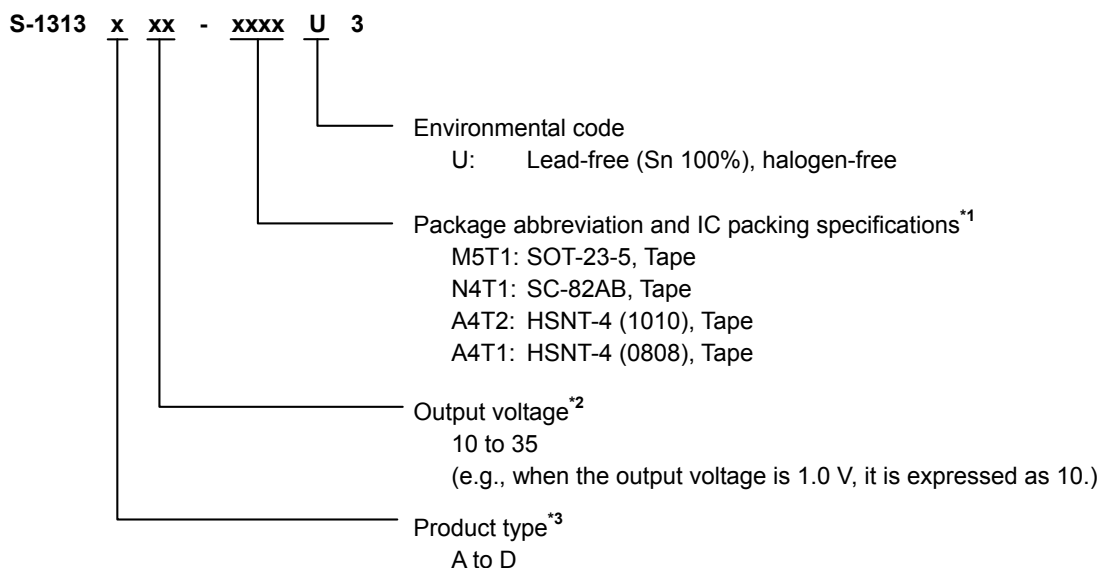 S-1313 x xx - xxxx U 3
Environmental code
U: Lead-free (Sn 100%), halogen-free
Package abbreviation and IC packing specifications*1
M5T1: SOT-23-5, Tape
N4T1: SC-82AB, Tape
A4T2: HSNT-4 (1010), Tape
A4T1: HSNT-4 (0808), Tape
Output voltage*2
10 to 35
(e.g., when the output voltage is 1.0 V, it is expressed as 10.)
Product type*3
A to D